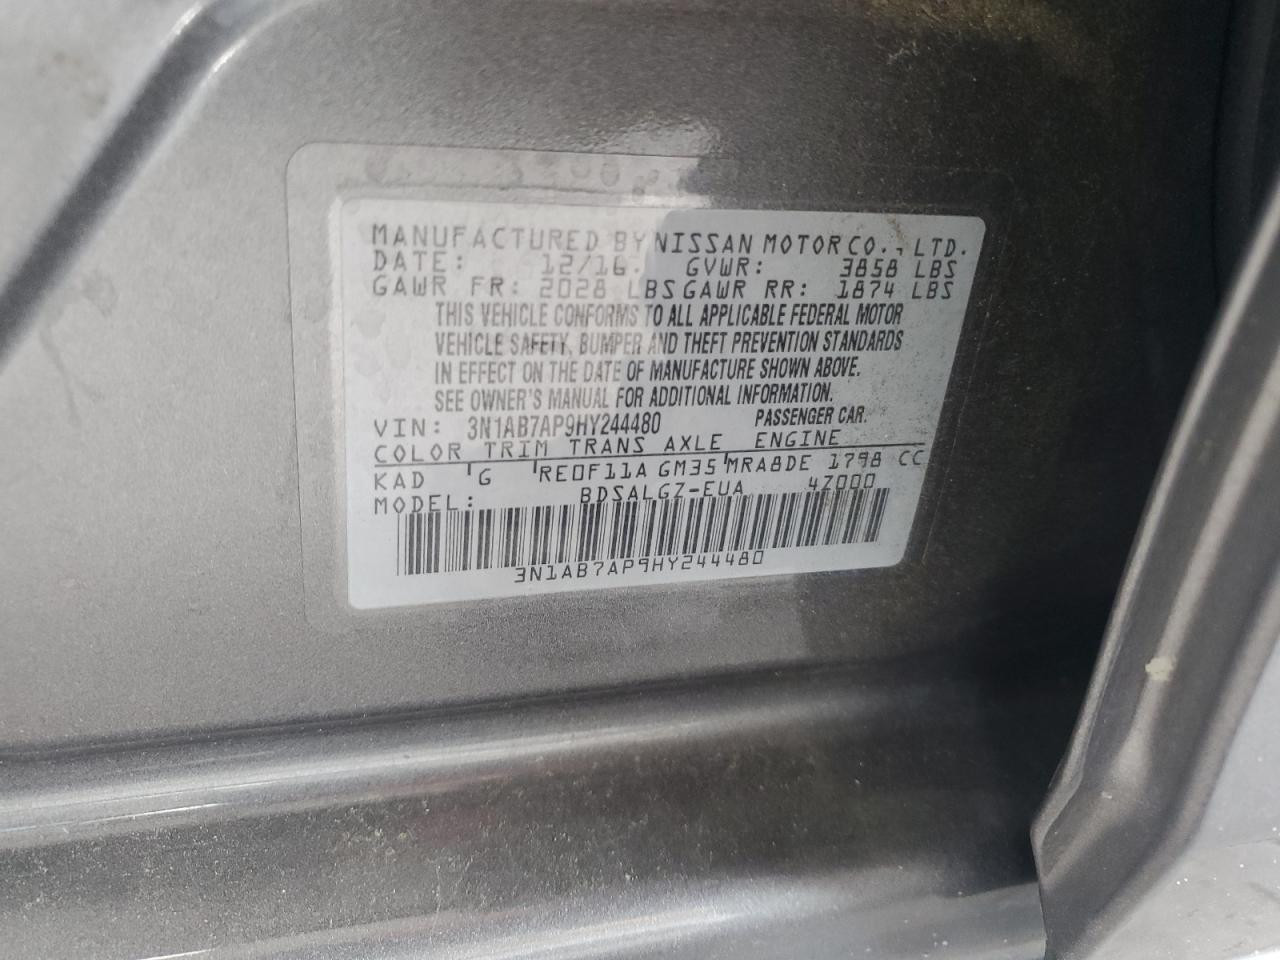 MANUFACTURED BY NISSAN MOTOR CO., LTD.
DATE: 12/16 GVWR: 3858 LBS
GAWR FR: 2028 LBS GAWR RR: 1874 LBS
THIS VEHICLE CONFORMS TO ALL APPLICABLE FEDERAL MOTOR
VEHICLE SAFETY, BUMPER AND THEFT PREVENTION STANDARDS
IN EFFECT ON THE DATE OF MANUFACTURE SHOWN ABOVE.
SEE OWNER'S MANUAL FOR ADDITIONAL INFORMATION.
VIN: 3N1AB7AP9HY244480 PASSENGER CAR.
COLOR TRIM TRANS AXLE ENGINE
KAD G RE0F11A GM35 MRA8DE 1798 CC
MODEL: BDSALGZ-EUA 4Z000
3N1AB7AP9HY244480